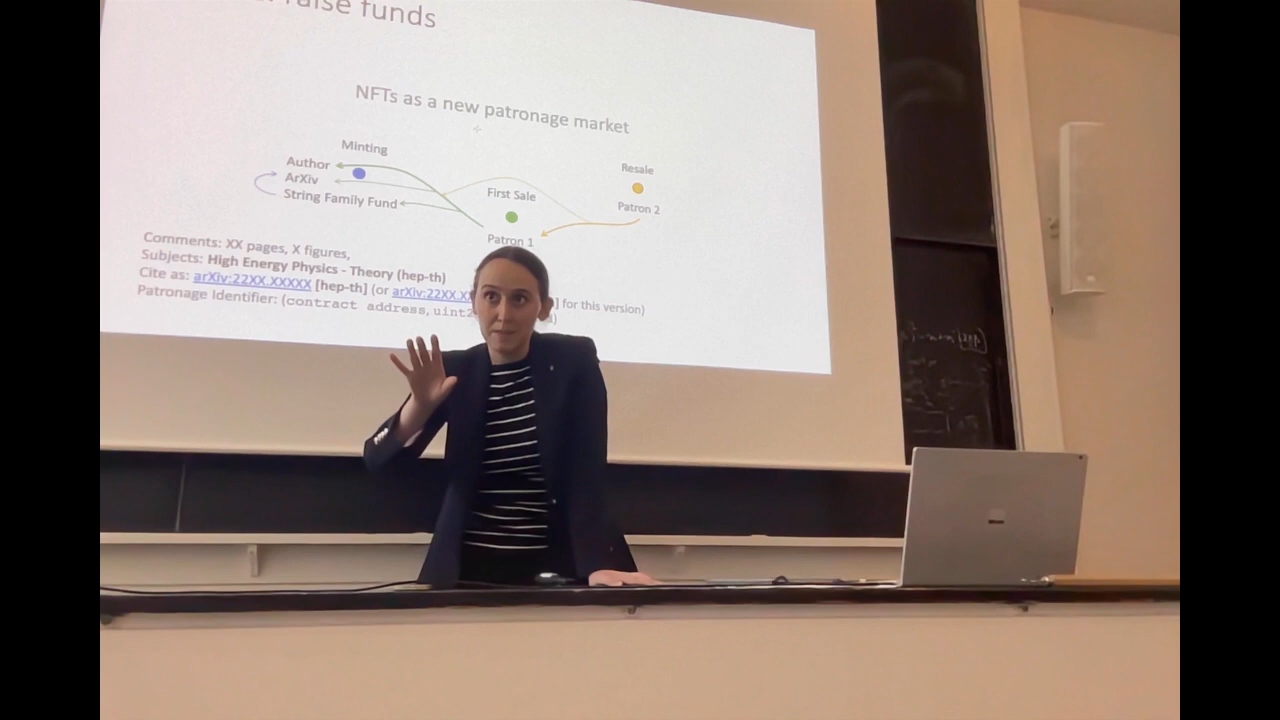 raise funds
NFTs as a new patronage market
Minting
Author
ArXiv
String Family Fund
First Sale
Patron 1
Resale
Patron 2
Comments: XX pages, X figures,
Subjects: High Energy Physics - Theory (hep-th)
Cite as: arXiv:22XX.XXXXX [hep-th] (or arXiv:22XX.XX ] for this version)
Patronage Identifier: (contract address, uint2 )